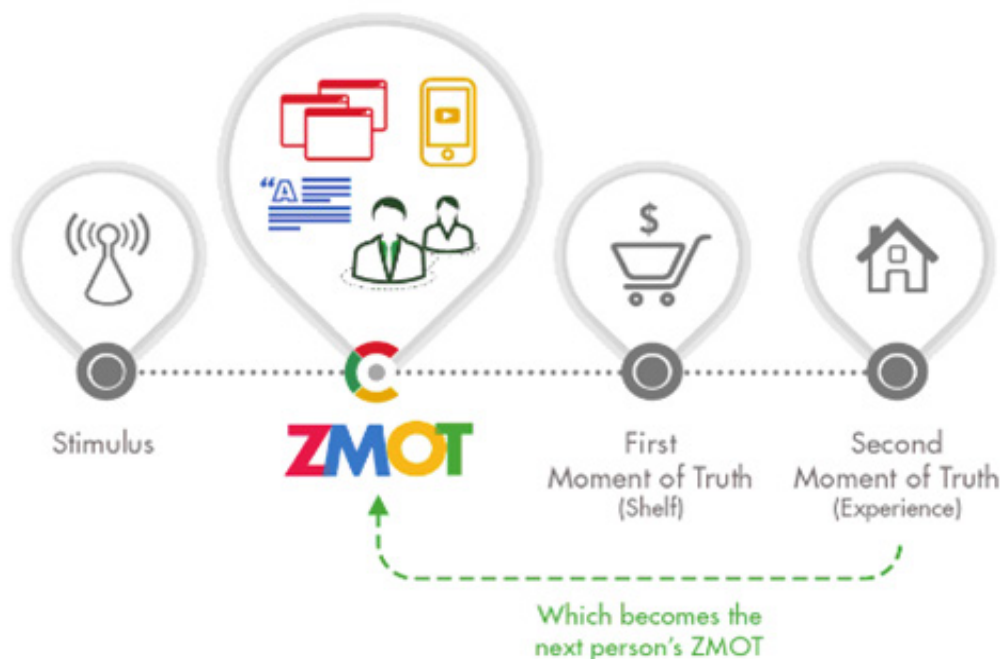 "A
$
Stimulus
ZMOT
First
Moment of Truth
(Shelf)
Second
Moment of Truth
(Experience)
Which becomes the
next person's ZMOT